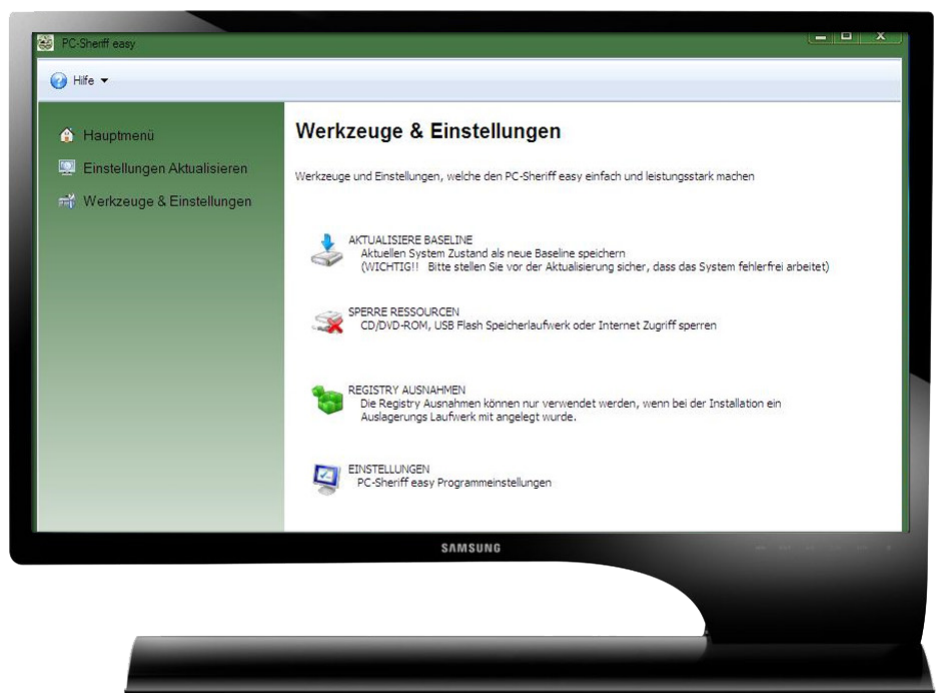 PC-Sheriff easy
Hilfe
Hauptmenü
Einstellungen Aktualisieren
Werkzeuge & Einstellungen
Werkzeuge & Einstellungen
Werkzeuge und Einstellungen, welche den PC-Sheriff easy einfach und leistungsstark machen
AKTUALISIERE BASELINE
Aktuellen System Zustand als neue Baseline speichern
(WICHTIG!! Bitte stellen Sie vor der Aktualisierung sicher, dass das System fehlerfrei arbeitet)
SPERRE RESSOURCEN
CD/DVD-ROM, USB Flash Speicherlaufwerk oder Internet Zugriff sperren
REGISTRY AUSNAHMEN
Die Registry Ausnahmen können nur verwendet werden, wenn bei der Installation ein
Auslagerungs Laufwerk mit angelegt wurde.
EINSTELLUNGEN
PC-Sheriff easy Programmeinstellungen
SAMSUNG